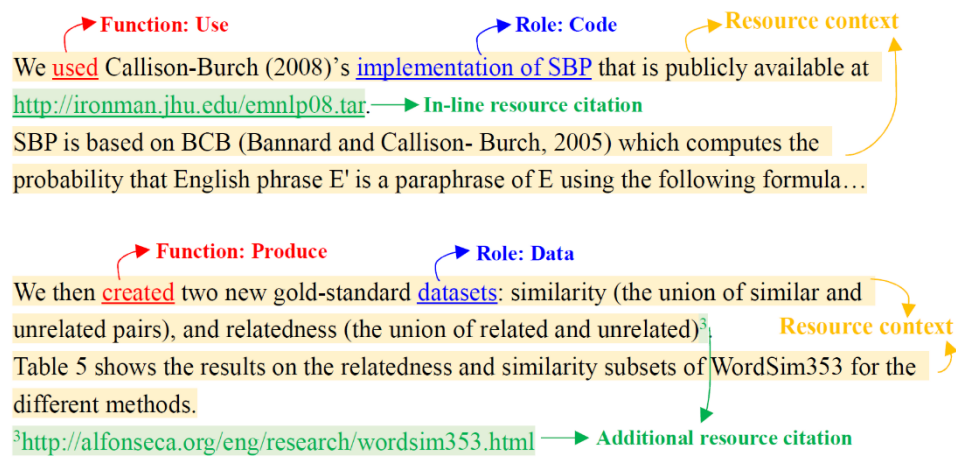 Function: Use Role: Code Resource context
We used Callison-Burch (2008)'s implementation of SBP that is publicly available at
http://ironman.jhu.edu/emnlp08.tar. In-line resource citation
SBP is based on BCB (Bannard and Callison- Burch, 2005) which computes the
probability that English phrase E' is a paraphrase of E using the following formula…
Function: Produce Role: Data
We then created two new gold-standard datasets: similarity (the union of similar and
unrelated pairs), and relatedness (the union of related and unrelated)³. Resource context
Table 5 shows the results on the relatedness and similarity subsets of WordSim353 for the
different methods.
³http://alfonseca.org/eng/research/wordsim353.html Additional resource citation